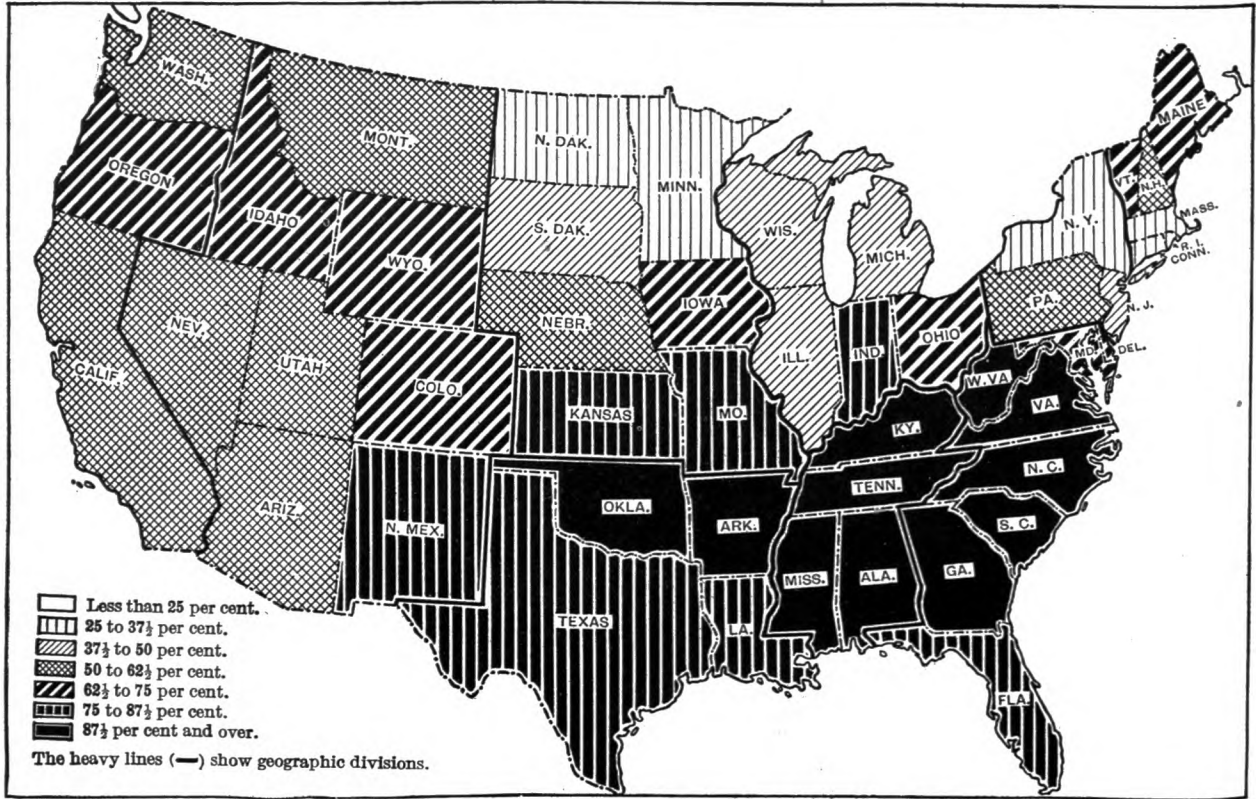 WASH.
MONT.
N. DAK.
MINN.
MAINE
OREGON
IDAHO
VT.
N.H.
S. DAK.
WIS.
N. Y.
MASS.
WYO.
MICH.
R. I.
CONN.
IOWA
NEBR.
PA.
NEV.
N. J.
OHIO
UTAH
ILL.
IND.
MD.
DEL.
CALIF.
COLO.
W. VA
KANSAS
MO.
VA.
KY.
N. C.
TENN.
ARIZ.
OKLA.
N. MEX.
ARK.
S. C.
MISS.
ALA.
GA.
TEXAS
LA.
FLA.
Less than 25 per cent.
25 to 37½ per cent.
37½ to 50 per cent.
50 to 62½ per cent.
62½ to 75 per cent.
75 to 87½ per cent.
87½ per cent and over.
The heavy lines (━) show geographic divisions.